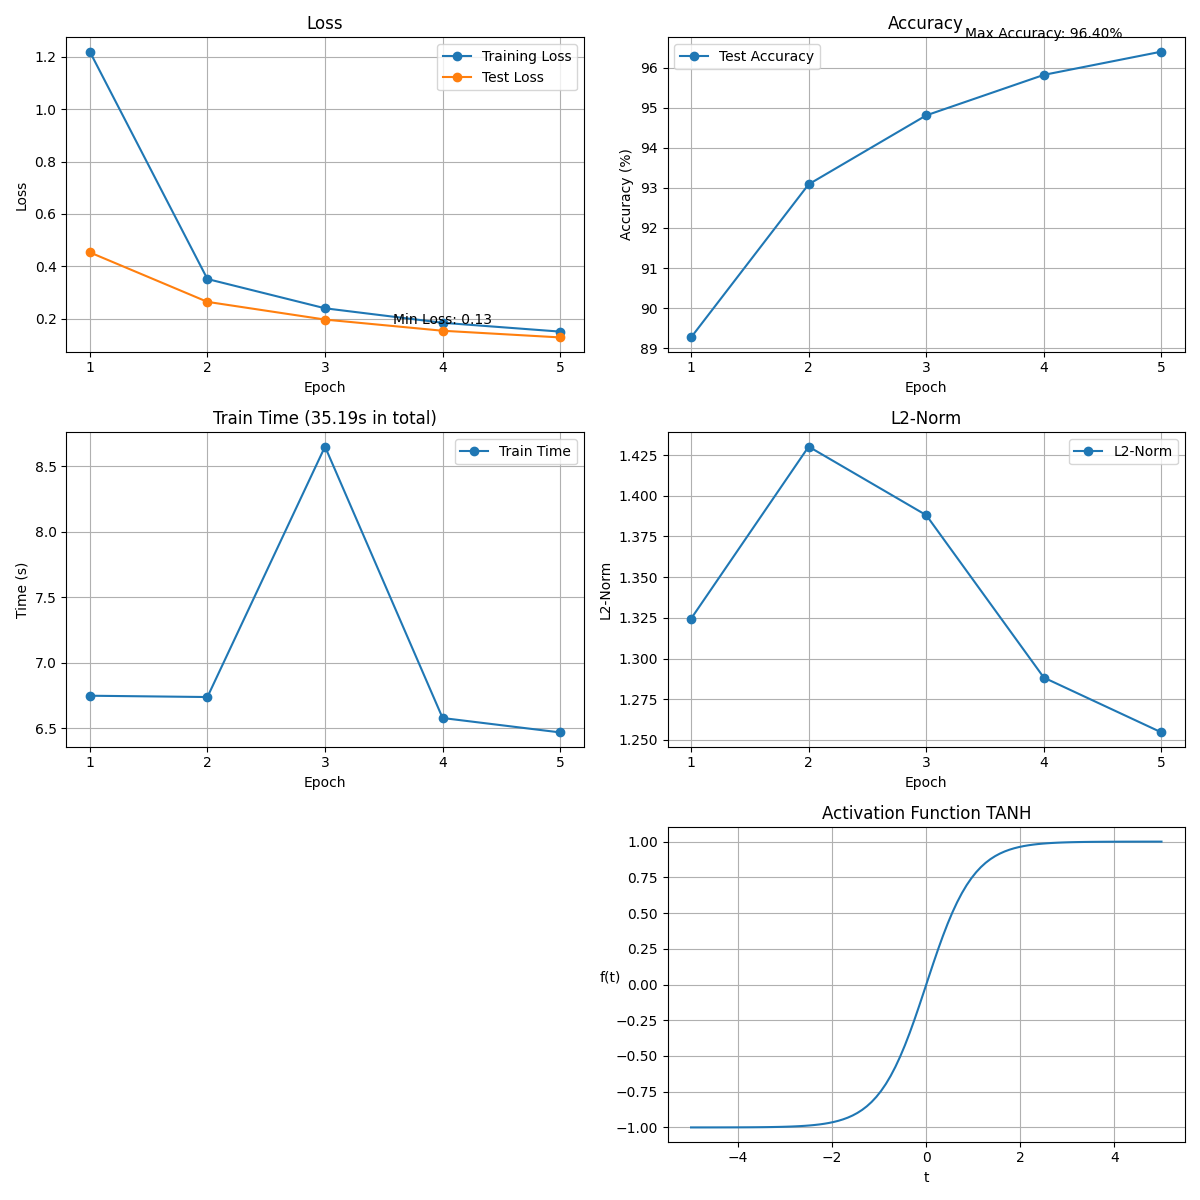 Loss
Training Loss
Test Loss
Min Loss: 0.13
1.2
1.0
0.8
0.6
0.4
0.2
Loss
1
2
3
4
5
Epoch
Accuracy
Max Accuracy: 96.40%
Test Accuracy
96
95
94
93
92
91
90
89
Accuracy (%)
1
2
3
4
5
Epoch
Train Time (35.19s in total)
Train Time
8.5
8.0
7.5
7.0
6.5
Time (s)
1
2
3
4
5
Epoch
L2-Norm
L2-Norm
1.425
1.400
1.375
1.350
1.325
1.300
1.275
1.250
L2-Norm
1
2
3
4
5
Epoch
Activation Function TANH
1.00
0.75
0.50
0.25
0.00
−0.25
−0.50
−0.75
−1.00
f(t)
−4
−2
0
2
4
t